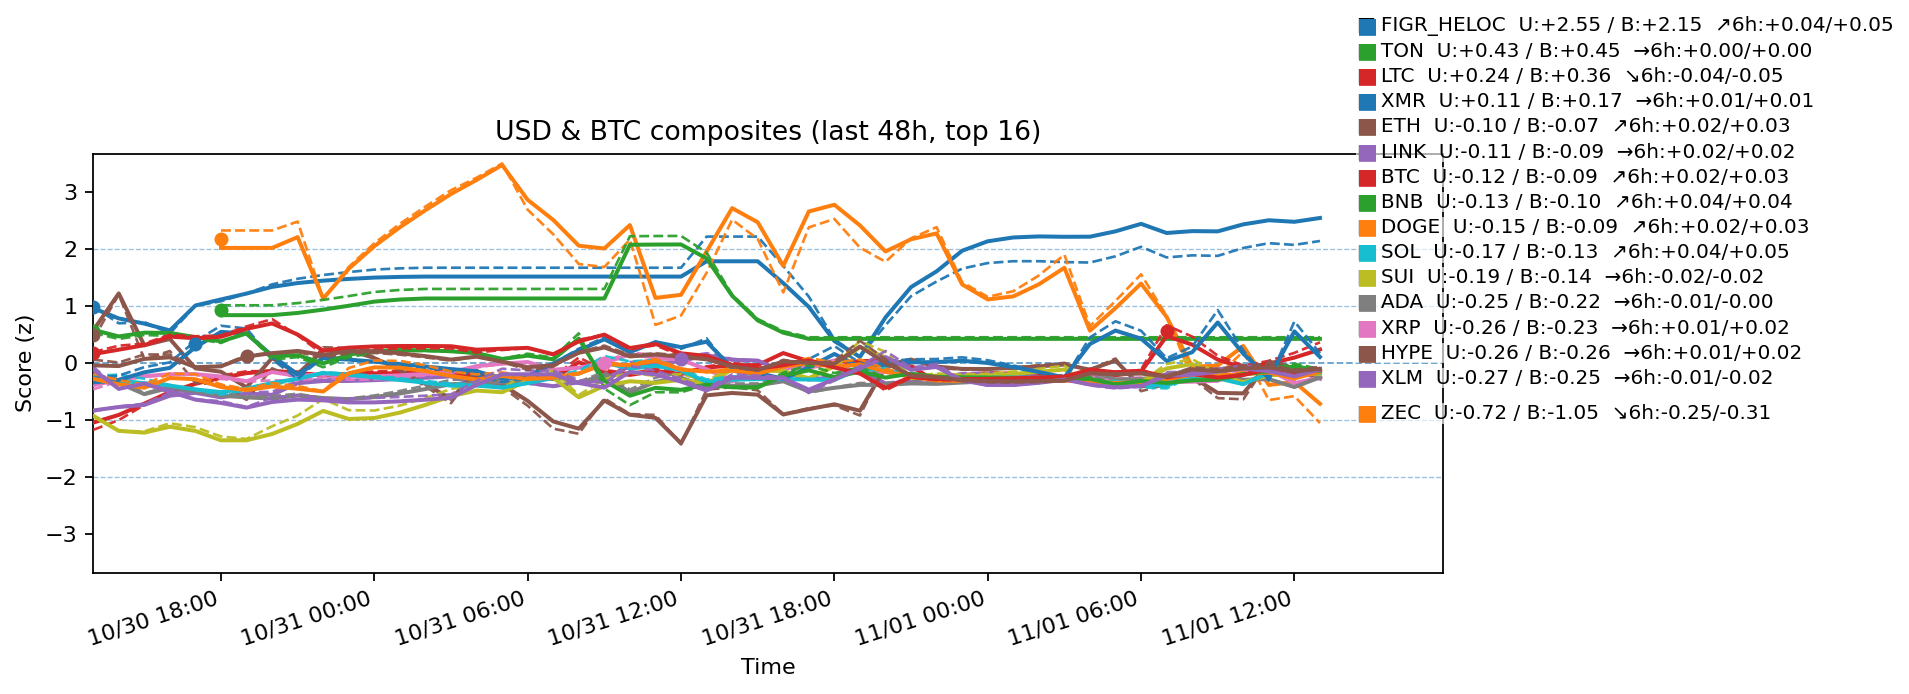 FIGR_HELOC U:+2.55 / B:+2.15 ↗6h:+0.04/+0.05
TON U:+0.43 / B:+0.45 →6h:+0.00/+0.00
LTC U:+0.24 / B:+0.36 ↘6h:-0.04/-0.05
XMR U:+0.11 / B:+0.17 →6h:+0.01/+0.01
ETH U:-0.10 / B:-0.07 ↗6h:+0.02/+0.03
LINK U:-0.11 / B:-0.09 →6h:+0.02/+0.02
BTC U:-0.12 / B:-0.09 ↗6h:+0.02/+0.03
BNB U:-0.13 / B:-0.10 ↗6h:+0.04/+0.04
DOGE U:-0.15 / B:-0.09 ↗6h:+0.02/+0.03
SOL U:-0.17 / B:-0.13 ↗6h:+0.04/+0.05
SUI U:-0.19 / B:-0.14 →6h:-0.02/-0.02
ADA U:-0.25 / B:-0.22 →6h:-0.01/-0.00
XRP U:-0.26 / B:-0.23 →6h:+0.01/+0.02
HYPE U:-0.26 / B:-0.26 →6h:+0.01/+0.02
XLM U:-0.27 / B:-0.25 →6h:-0.01/-0.02
ZEC U:-0.72 / B:-1.05 ↘6h:-0.25/-0.31
USD & BTC composites (last 48h, top 16)
Score (z)
3
2
1
0
−1
−2
−3
10/30 18:00
10/31 00:00
10/31 06:00
10/31 12:00
10/31 18:00
11/01 00:00
11/01 06:00
11/01 12:00
Time